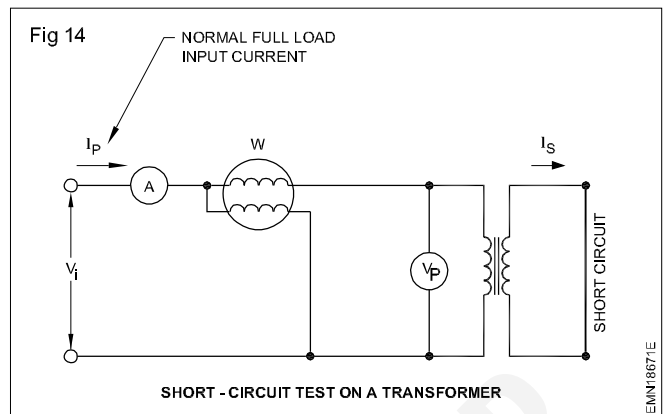 Fig 14
NORMAL FULL LOAD
INPUT CURRENT
IP
W
IS
A
Vi
VP
SHORT CIRCUIT
SHORT - CIRCUIT TEST ON A TRANSFORMER
EMN18671E